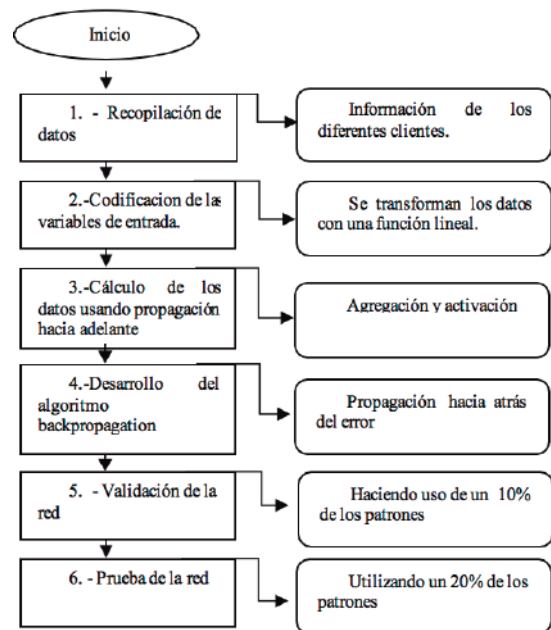 Inicio
1. - Recopilación de
datos
Información de los
diferentes clientes.
2.-Codificacion de las
variables de entrada.
Se transforman los datos
con una función lineal.
3.-Cálculo de los
datos usando propagación
hacia adelante
Agregación y activación
4.-Desarrollo del
algoritmo
backpropagation
Propagación hacia atrás
del error
5. - Validación de la
red
Haciendo uso de un 10%
de los patrones
6. - Prueba de la red
Utilizando un 20% de los
patrones